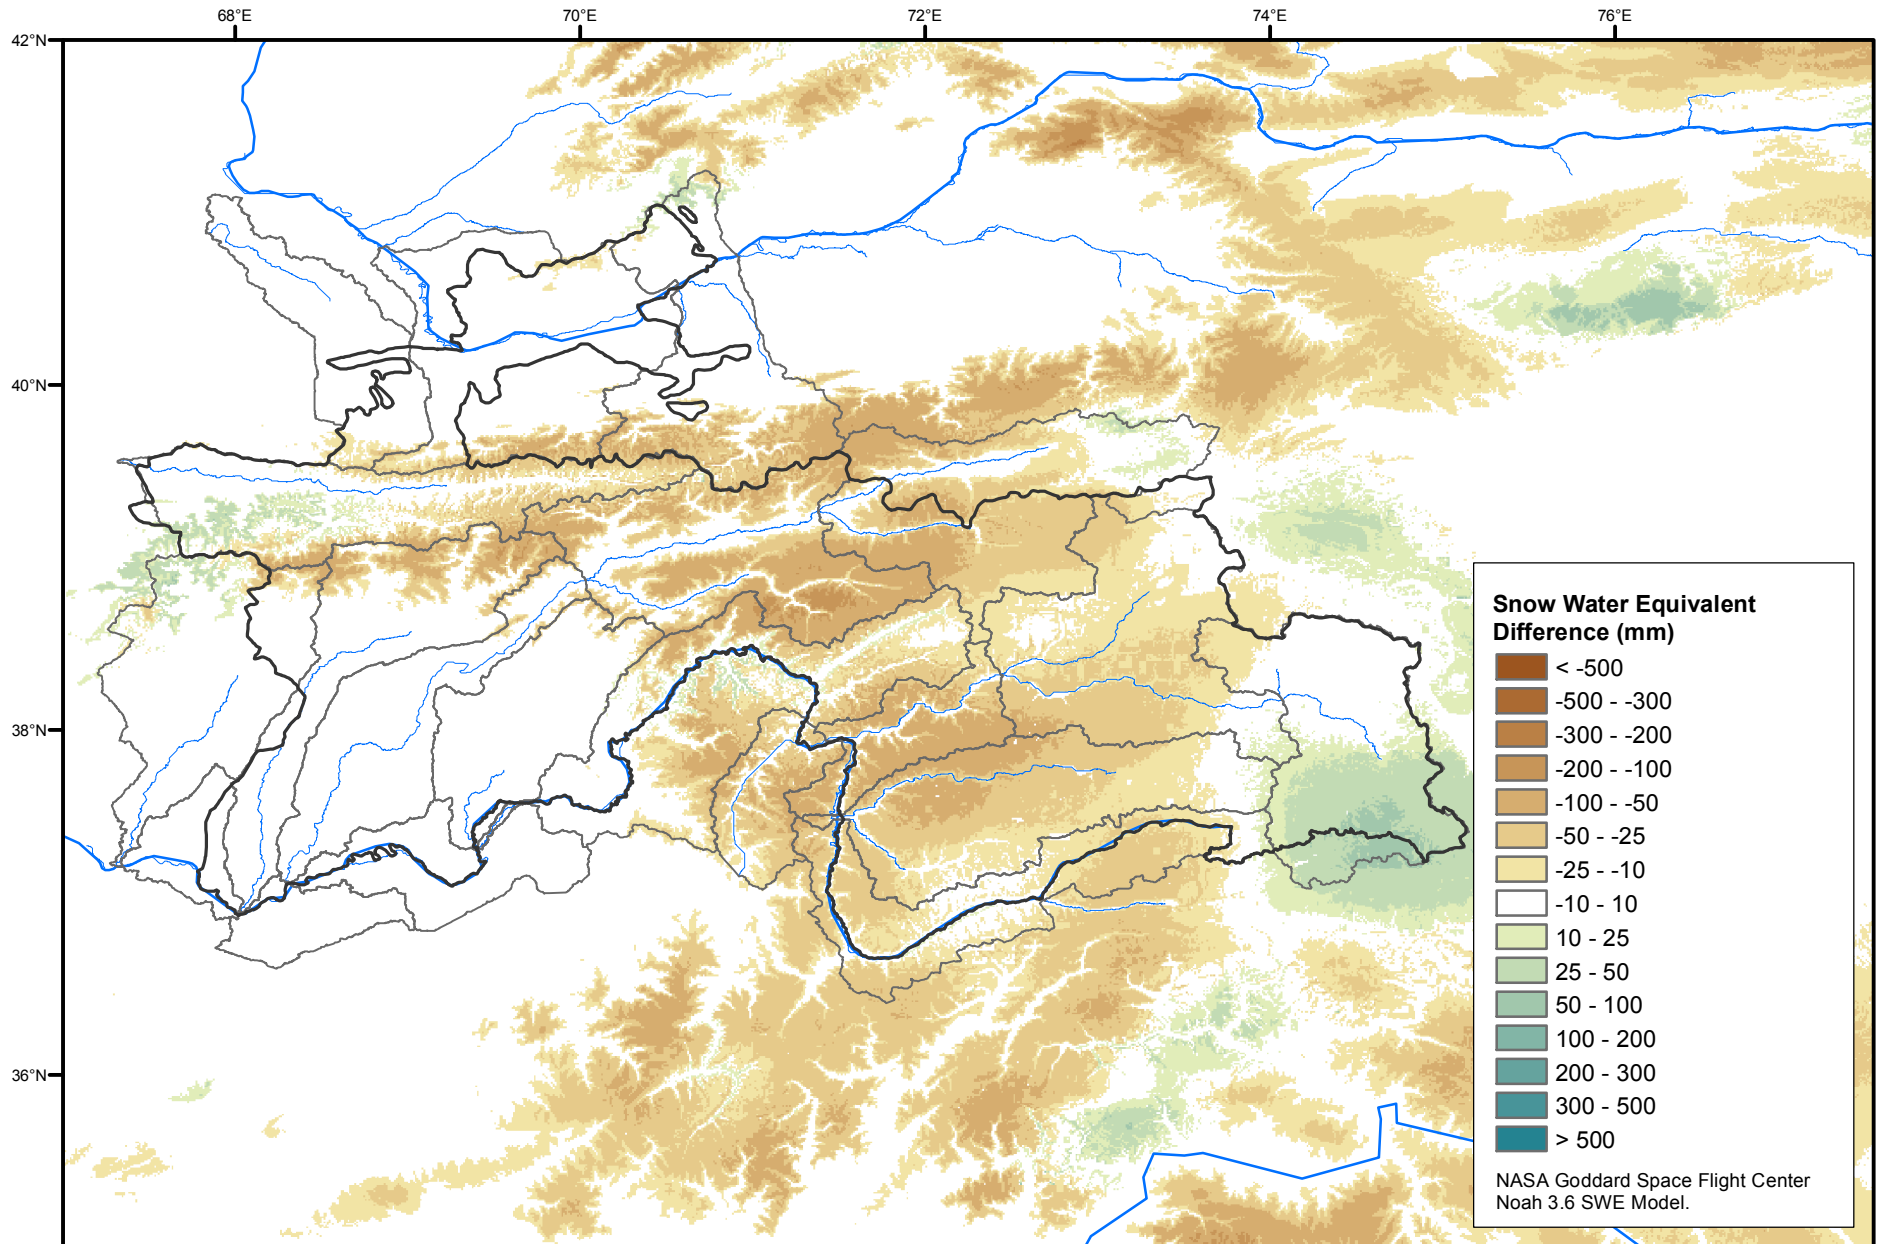 68°E 70°E 72°E 74°E 76°E
42°N
40°N
38°N
36°N
Snow Water Equivalent
Difference (mm)
< -500
-500 - -300
-300 - -200
-200 - -100
-100 - -50
-50 - -25
-25 - -10
-10 - 10
10 - 25
25 - 50
50 - 100
100 - 200
200 - 300
300 - 500
> 500
NASA Goddard Space Flight Center
Noah 3.6 SWE Model.